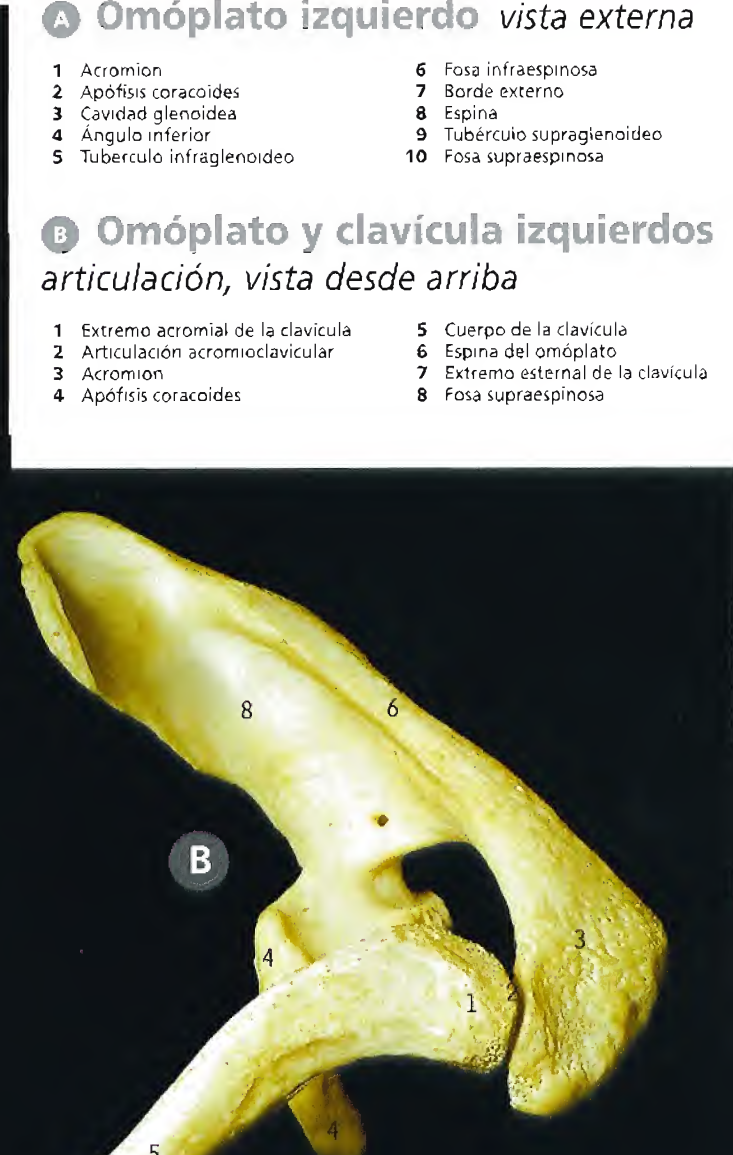 A Omóplato izquierdo vista externa
1 Acromion
2 Apófisis coracoides
3 Cavidad glenoidea
4 Ángulo inferior
5 Tuberculo infraglenoideo
6 Fosa infraespinosa
7 Borde externo
8 Espina
9 Tubérculo supraglenoideo
10 Fosa supraespinosa
B Omóplato y clavícula izquierdos
articulación, vista desde arriba
1 Extremo acromial de la clavicula
2 Articulación acromioclavicular
3 Acromion
4 Apófisis coracoides
5 Cuerpo de la clavicula
6 Espina del omóplato
7 Extremo esternal de la clavícula
8 Fosa supraespinosa
8
6
B
3
4
1
2
4
5